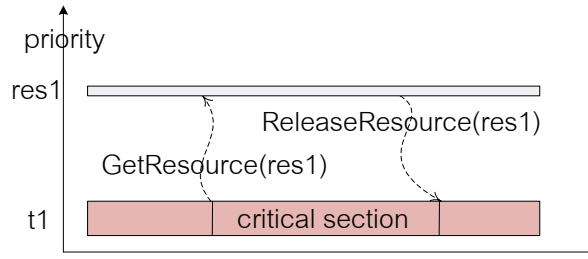 priority
res1
ReleaseResource(res1)
GetResource(res1)
t1
critical section